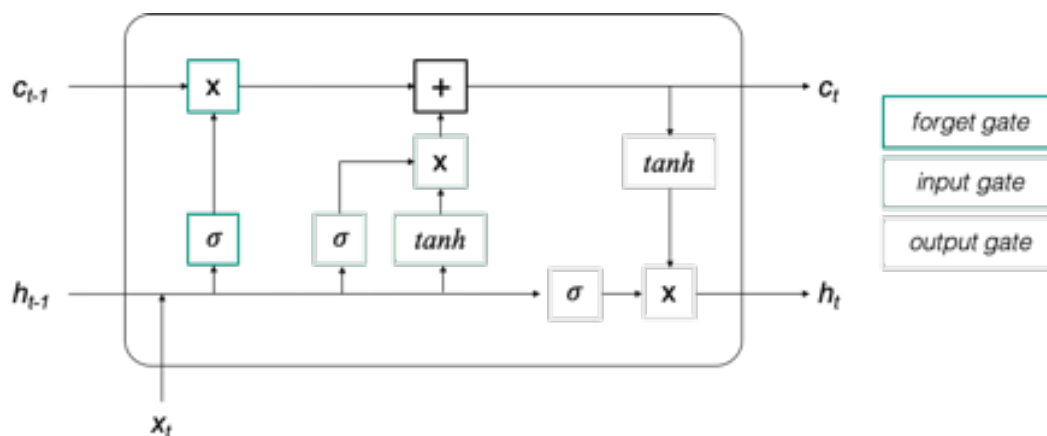 c_{t-1} x + c_t
forget gate
x tanh
input gate
σ σ tanh
output gate
h_{t-1} σ x h_t
x_t